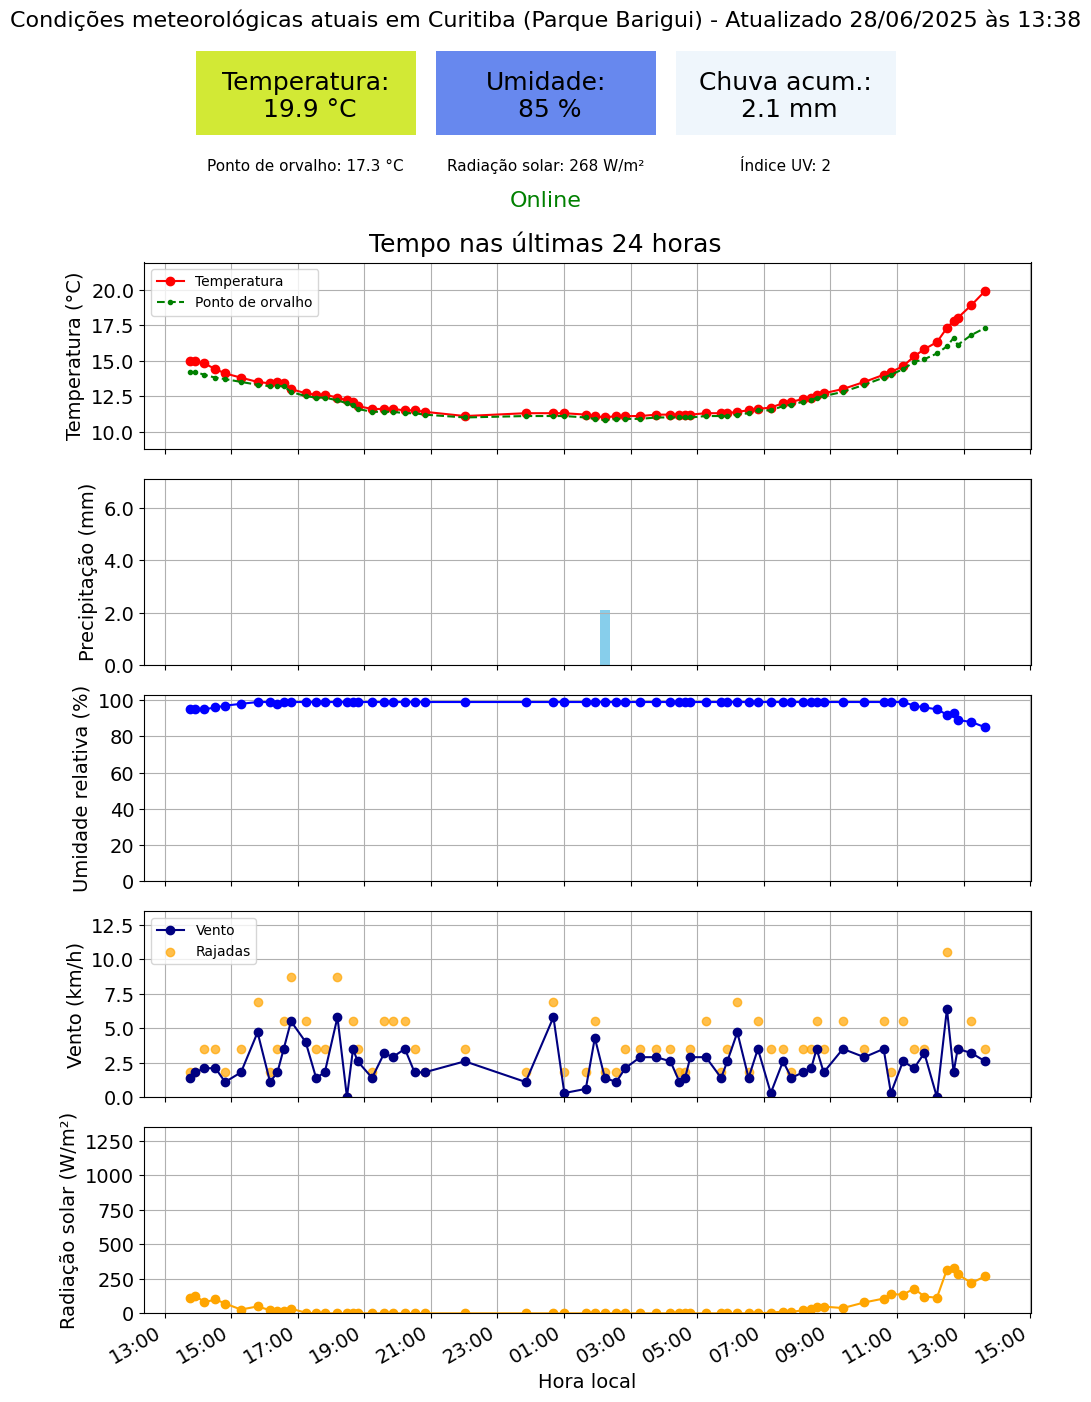 Condições meteorológicas atuais em Curitiba (Parque Barigui) - Atualizado 28/06/2025 às 13:38
Temperatura:
19.9 °C
Umidade:
85 %
Chuva acum.:
2.1 mm
Ponto de orvalho: 17.3 °C
Radiação solar: 268 W/m²
Índice UV: 2
Online
Tempo nas últimas 24 horas
Temperatura (°C)
20.0
17.5
15.0
12.5
10.0
Temperatura
Ponto de orvalho
Precipitação (mm)
6.0
4.0
2.0
0.0
Umidade relativa (%)
100
80
60
40
20
0
Vento (km/h)
12.5
10.0
7.5
5.0
2.5
0.0
Vento
Rajadas
Radiação solar (W/m²)
1250
1000
750
500
250
0
13:00
15:00
17:00
19:00
21:00
23:00
01:00
03:00
05:00
07:00
09:00
11:00
13:00
15:00
Hora local